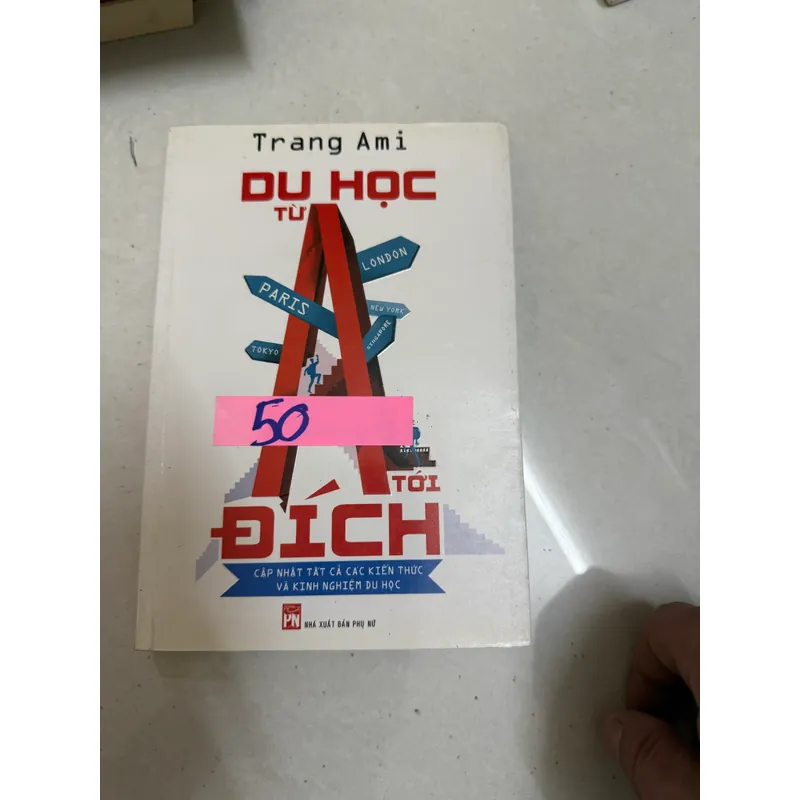 Trang Ami
DU HỌC
TỪ
A
LONDON
PARIS
NEW YORK
SINGAPORE
TOKYO
50
TỚI
ĐÍCH
CẬP NHẬT TẤT CẢ CÁC KIẾN THỨC
VÀ KINH NGHIỆM DU HỌC
PN
NHÀ XUẤT BẢN PHỤ NỮ